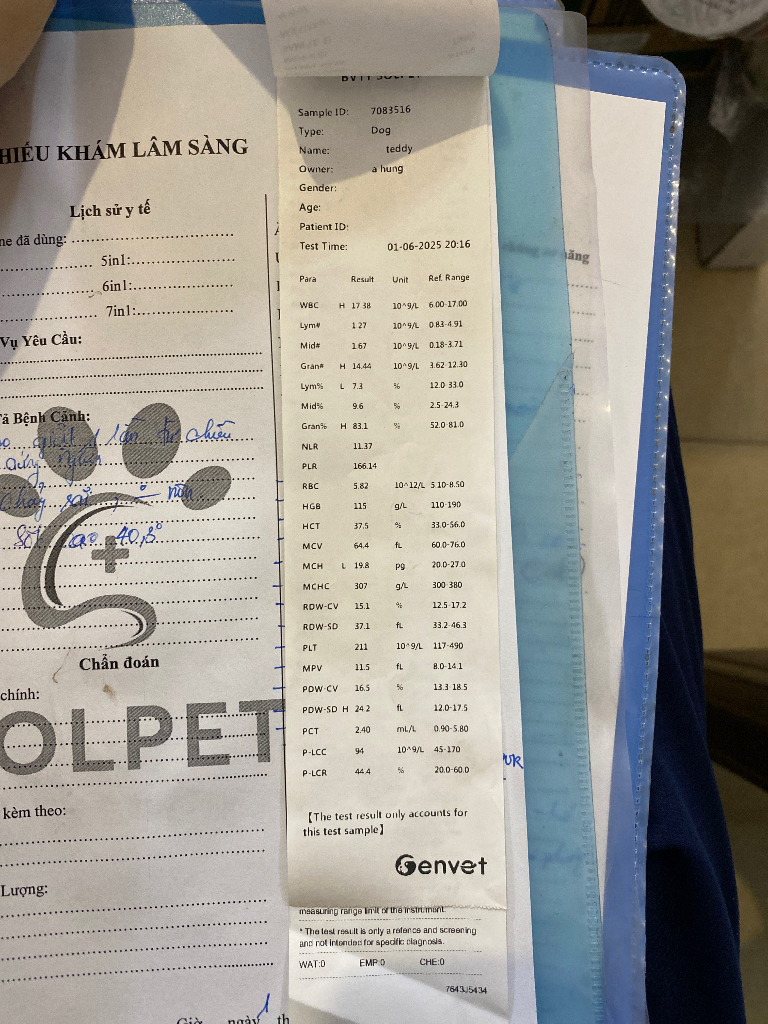 HIẾU KHÁM LÂM SÀNG
Lịch sử y tế
ne đã dùng:
5in1:
6in1:
7in1:
Vụ Yêu Cầu:
ả Bệnh Cảnh:
lần từ chiều
Sốt cao 40,3°
Chẩn đoán
chính:
OLPET
kèm theo:
Lượng:
Giờ ngày 1 th
Sample ID: 7083516
Type: Dog
Name: teddy
Owner: a hung
Gender:
Age:
Patient ID:
Test Time: 01-06-2025 20:16
Para Result Unit Ref. Range
WBC H 17.38 10^9/L 6.00-17.00
Lym# 1.27 10^9/L 0.83-4.91
Mid# 1.67 10^9/L 0.18-3.71
Gran# H 14.44 10^9/L 3.62-12.30
Lym% L 7.3 % 12.0-33.0
Mid% 9.6 % 2.5-24.3
Gran% H 83.1 % 52.0-81.0
NLR 11.37
PLR 166.14
RBC 5.82 10^12/L 5.10-8.50
HGB 115 g/L 110-190
HCT 37.5 % 33.0-56.0
MCV 64.4 fL 60.0-76.0
MCH L 19.8 pg 20.0-27.0
MCHC 307 g/L 300-380
RDW-CV 15.1 % 12.5-17.2
RDW-SD 37.1 fL 33.2-46.3
PLT 211 10^9/L 117-490
MPV 11.5 fL 8.0-14.1
PDW-CV 16.5 % 13.3-18.5
PDW-SD H 24.2 fL 12.0-17.5
PCT 2.40 mL/L 0.90-5.80
P-LCC 94 10^9/L 45-170
P-LCR 44.4 % 20.0-60.0
【The test result only accounts for
this test sample】
Genvet
measuring range limit of the instrument.
* The test result is only a refence and screening
and not intended for specific diagnosis.
WAT:0 EMP:0 CHE:0
7643J5434